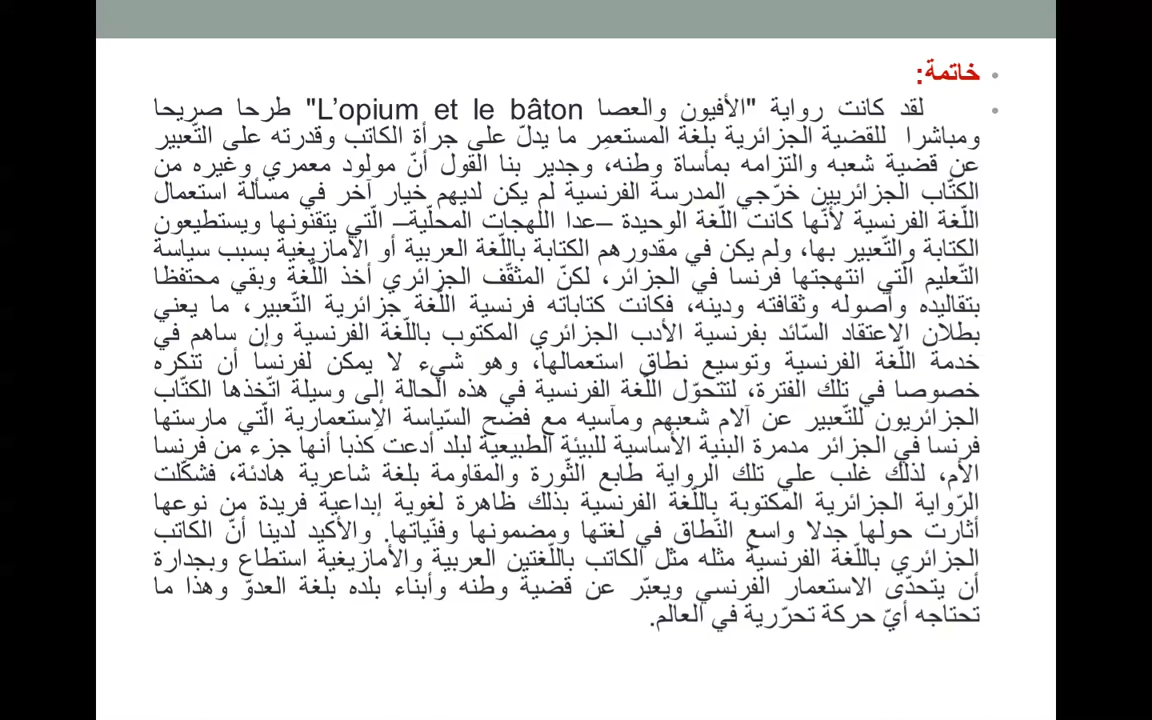 خاتمة:
لقد كانت رواية "الأفيون والعصا L’opium et le bâton" طرحا صريحا
ومباشرا للقضية الجزائرية بلغة المستعمِر ما يدلّ على جرأة الكاتب وقدرته على التّعبير
عن قضية شعبه والتزامه بمأساة وطنه، وجدير بنا القول أنّ مولود معمري وغيره من
الكتّاب الجزائريين خرّجي المدرسة الفرنسية لم يكن لديهم خيار آخر في مسألة استعمال
اللّغة الفرنسية لأنّها كانت اللّغة الوحيدة –عدا اللهجات المحلّية– الّتي يتقنونها ويستطيعون
الكتابة والتّعبير بها، ولم يكن في مقدورهم الكتابة باللّغة العربية أو الأمازيغية بسبب سياسة
التّعليم الّتي انتهجتها فرنسا في الجزائر، لكنّ المثقّف الجزائري أخذ اللّغة وبقي محتفظا
بتقاليده وأصوله وثقافته ودينه، فكانت كتاباته فرنسية اللّغة جزائرية التّعبير، ما يعني
بطلان الاعتقاد السّائد بفرنسية الأدب الجزائري المكتوب باللّغة الفرنسية وإن ساهم في
خدمة اللّغة الفرنسية وتوسيع نطاق استعمالها، وهو شيء لا يمكن لفرنسا أن تنكره
خصوصا في تلك الفترة، لتتحوّل اللّغة الفرنسية في هذه الحالة إلى وسيلة اتّخذها الكتّاب
الجزائريون للتّعبير عن آلام شعبهم ومآسيه مع فضح السّياسة الإستعمارية الّتي مارستها
فرنسا في الجزائر مدمرة البنية الأساسية للبيئة الطبيعية لبلد أدعت كذبا أنها جزء من فرنسا
الأم، لذلك غلب علي تلك الرواية طابع الثّورة والمقاومة بلغة شاعرية هادئة، فشكّلت
الرّواية الجزائرية المكتوبة باللّغة الفرنسية بذلك ظاهرة لغوية إبداعية فريدة من نوعها
أثارت حولها جدلا واسع النّطاق في لغتها ومضمونها وفنّياتها. والأكيد لدينا أنّ الكاتب
الجزائري باللّغة الفرنسية مثله مثل الكاتب باللّغتين العربية والأمازيغية استطاع وبجدارة
أن يتحدّى الاستعمار الفرنسي ويعبّر عن قضية وطنه وأبناء بلده بلغة العدوّ وهذا ما
تحتاجه أيّ حركة تحرّرية في العالم.